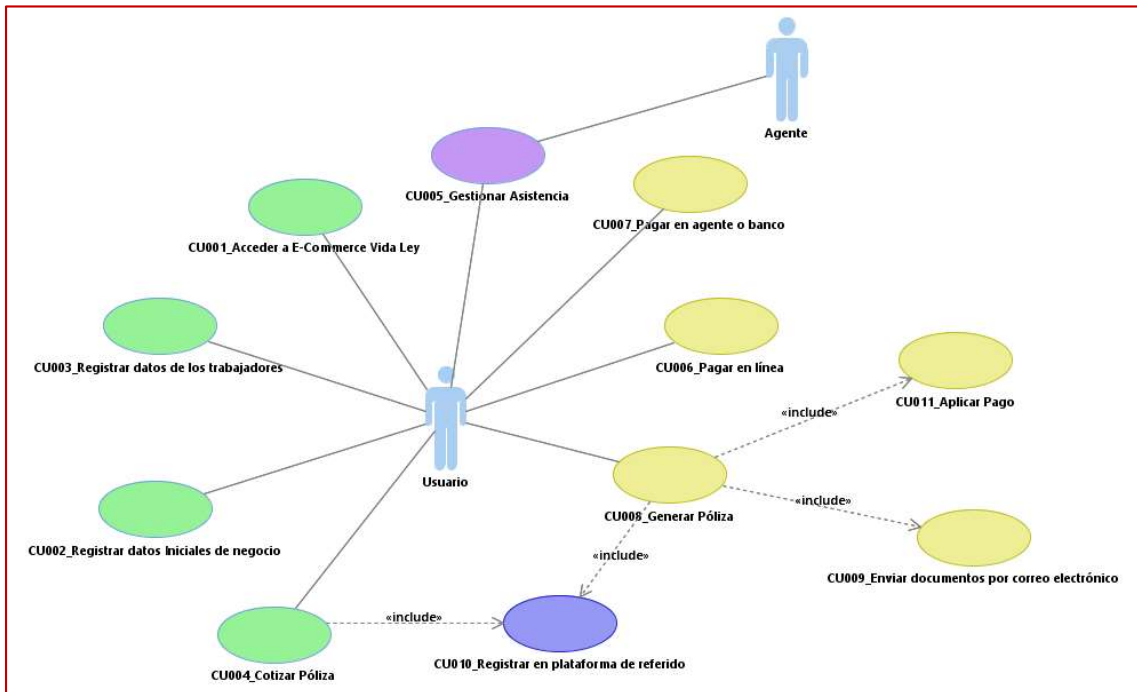 Agente
CU005_Gestionar Asistencia
CU007_Pagar en agente o banco
CU001_Acceder a E-Commerce Vida Ley
CU003_Registrar datos de los trabajadores
CU006_Pagar en línea
CU011_Aplicar Pago
«include»
Usuario
CU008_Generar Póliza
«include»
CU002_Registrar datos Iniciales de negocio
«include»
CU009_Enviar documentos por correo electrónico
«include»
CU004_Cotizar Póliza
CU010_Registrar en plataforma de referido